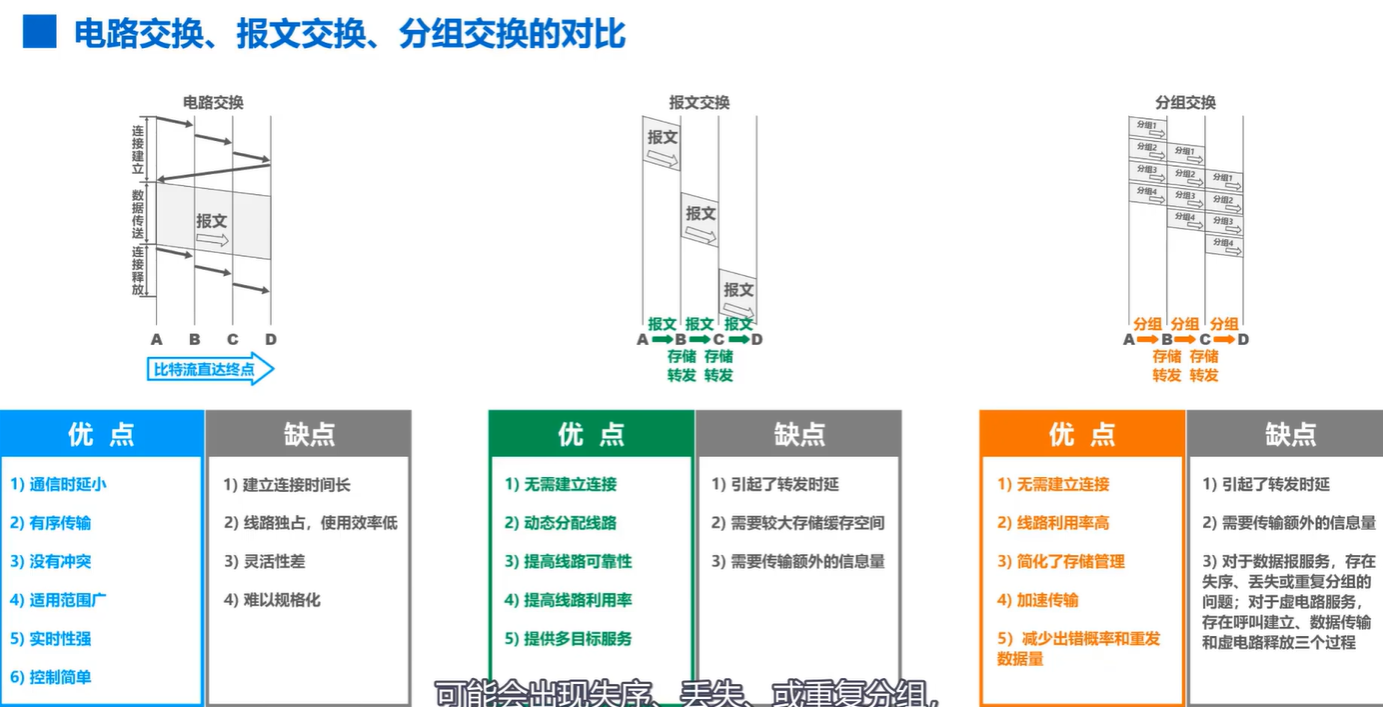 电路交换、报文交换、分组交换的对比
电路交换
连接建立
数据传送
连接释放
报文
A B C D
比特流直达终点
报文交换
报文
报文
报文
报文 报文 报文
A B C D
存储 存储
转发 转发
分组交换
分组1
分组2 分组1
分组3 分组2 分组1
分组4 分组3 分组2
分组4 分组3
分组4
分组 分组 分组
A B C D
存储 存储
转发 转发
优 点
1) 通信时延小
2) 有序传输
3) 没有冲突
4) 适用范围广
5) 实时性强
6) 控制简单
缺点
1) 建立连接时间长
2) 线路独占，使用效率低
3) 灵活性差
4) 难以规格化
优 点
1) 无需建立连接
2) 动态分配线路
3) 提高线路可靠性
4) 提高线路利用率
5) 提供多目标服务
缺点
1) 引起了转发时延
2) 需要较大存储缓存空间
3) 需要传输额外的信息量
优 点
1) 无需建立连接
2) 线路利用率高
3) 简化了存储管理
4) 加速传输
5）减少出错概率和重发
数据量
缺点
1) 引起了转发时延
2) 需要传输额外的信息量
3) 对于数据报服务，存在
失序、丢失或重复分组的
问题；对于虚电路服务，
存在呼叫建立、数据传输
和虚电路释放三个过程
可能会出现失序、丢失、或重复分组，